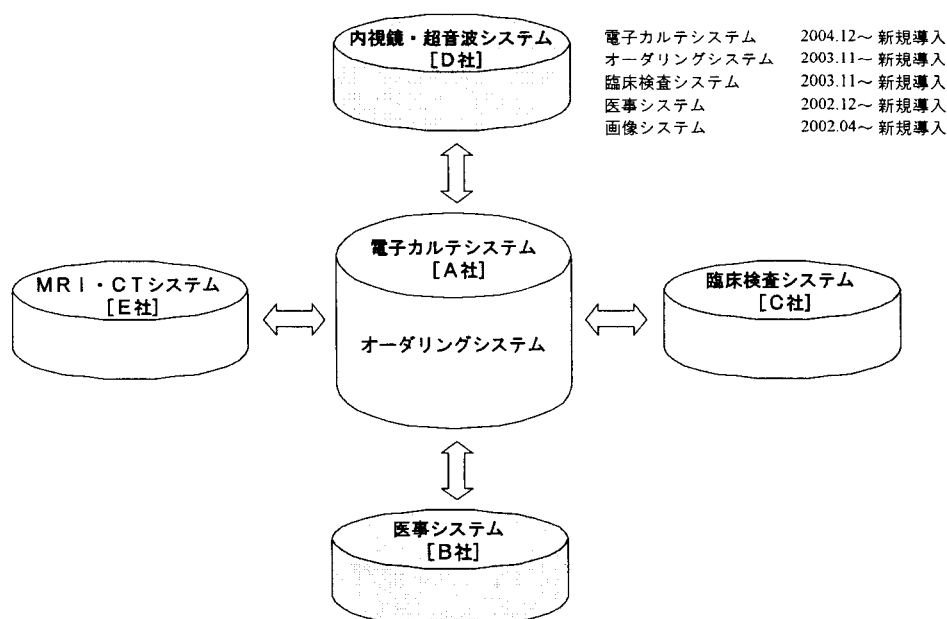 内視鏡・超音波システム
[D社]
電子カルテシステム 2004.12～ 新規導入
オーダリングシステム 2003.11～ 新規導入
臨床検査システム 2003.11～ 新規導入
医事システム 2002.12～ 新規導入
画像システム 2002.04～ 新規導入
電子カルテシステム
[A社]
オーダリングシステム
ＭＲＩ・ＣＴシステム
[E社]
臨床検査システム
[C社]
医事システム
[B社]